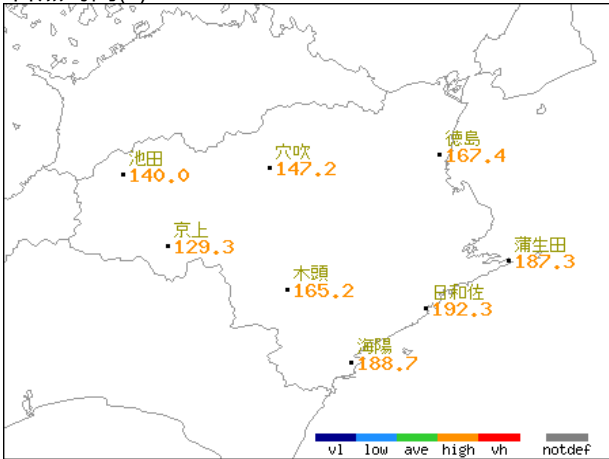 徳島
167.4
穴吹
147.2
池田
140.0
京上
129.3
蒲生田
187.3
木頭
165.2
日和佐
192.3
海陽
188.7
vl low ave high vh notdef